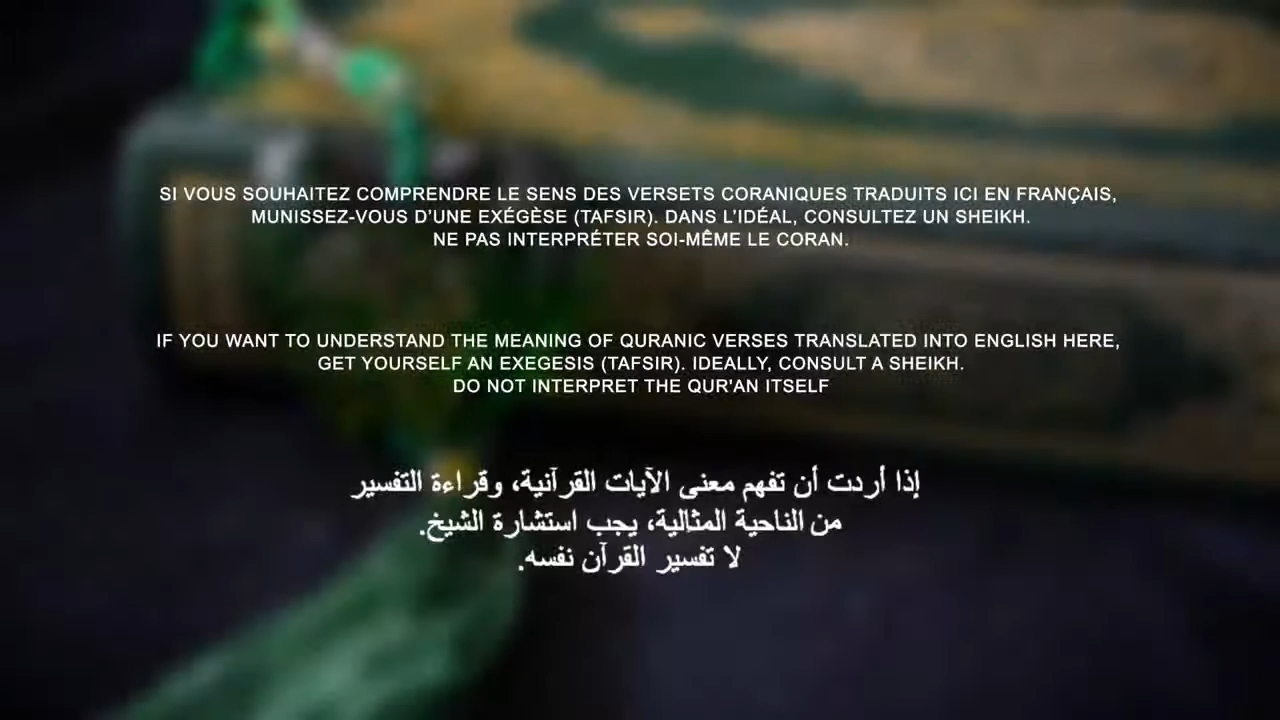 SI VOUS SOUHAITEZ COMPRENDRE LE SENS DES VERSETS CORANIQUES TRADUITS ICI EN FRANÇAIS,
MUNISSEZ-VOUS D'UNE EXÉGÈSE (TAFSIR). DANS L'IDÉAL, CONSULTEZ UN SHEIKH.
NE PAS INTERPRÉTER SOI-MÊME LE CORAN.
IF YOU WANT TO UNDERSTAND THE MEANING OF QURANIC VERSES TRANSLATED INTO ENGLISH HERE,
GET YOURSELF AN EXEGESIS (TAFSIR). IDEALLY, CONSULT A SHEIKH.
DO NOT INTERPRET THE QUR'AN ITSELF
إذا أردت أن تفهم معنى الآيات القرآنية، وقراءة التفسير
من الناحية المثالية، يجب استشارة الشيخ.
لا تفسير القرآن نفسه.